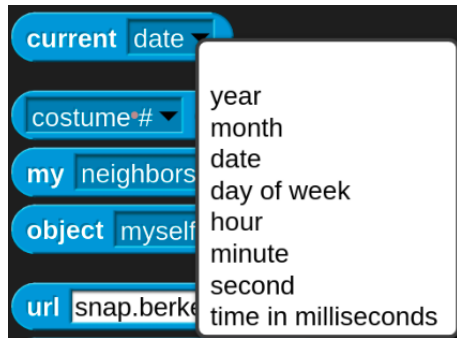 current date
year
costume # month
date
my neighbors
day of week
object myself hour
minute
second
url snap.berke
time in milliseconds